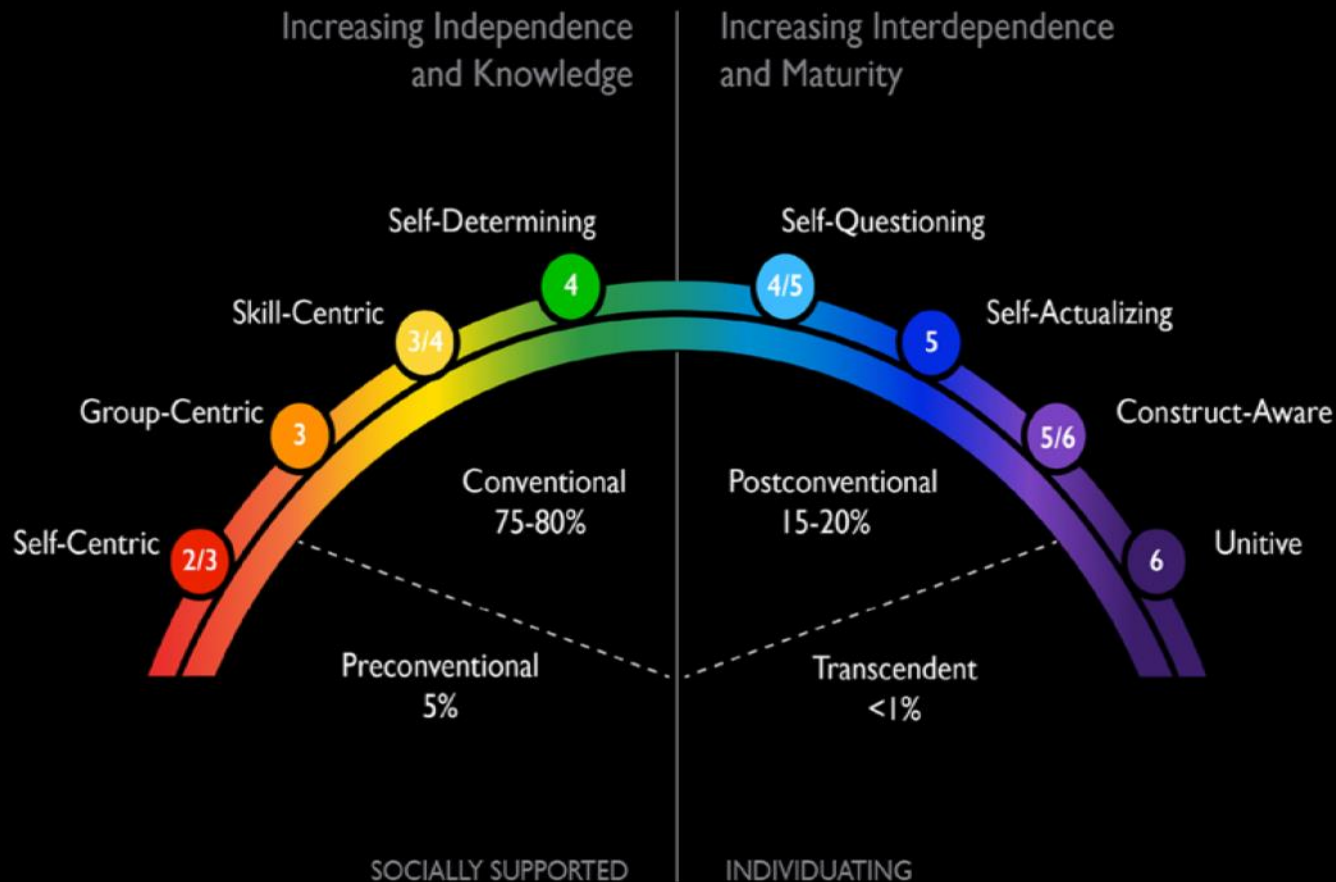 Increasing Independence
and Knowledge
Increasing Interdependence
and Maturity
Self-Determining
4
Self-Questioning
4/5
Skill-Centric
3/4
Self-Actualizing
5
Group-Centric
3
Construct-Aware
5/6
Conventional
75-80%
Postconventional
15-20%
Self-Centric
2/3
Unitive
6
Preconventional
5%
Transcendent
<1%
SOCIALLY SUPPORTED
INDIVIDUATING